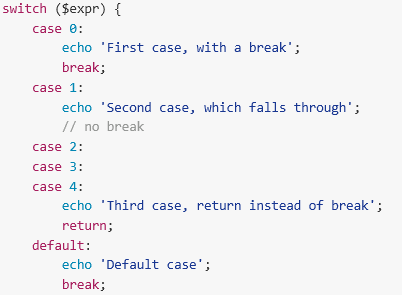 switch ($expr) {
    case 0:
        echo 'First case, with a break';
        break;
    case 1:
        echo 'Second case, which falls through';
        // no break
    case 2:
    case 3:
    case 4:
        echo 'Third case, return instead of break';
        return;
    default:
        echo 'Default case';
        break;